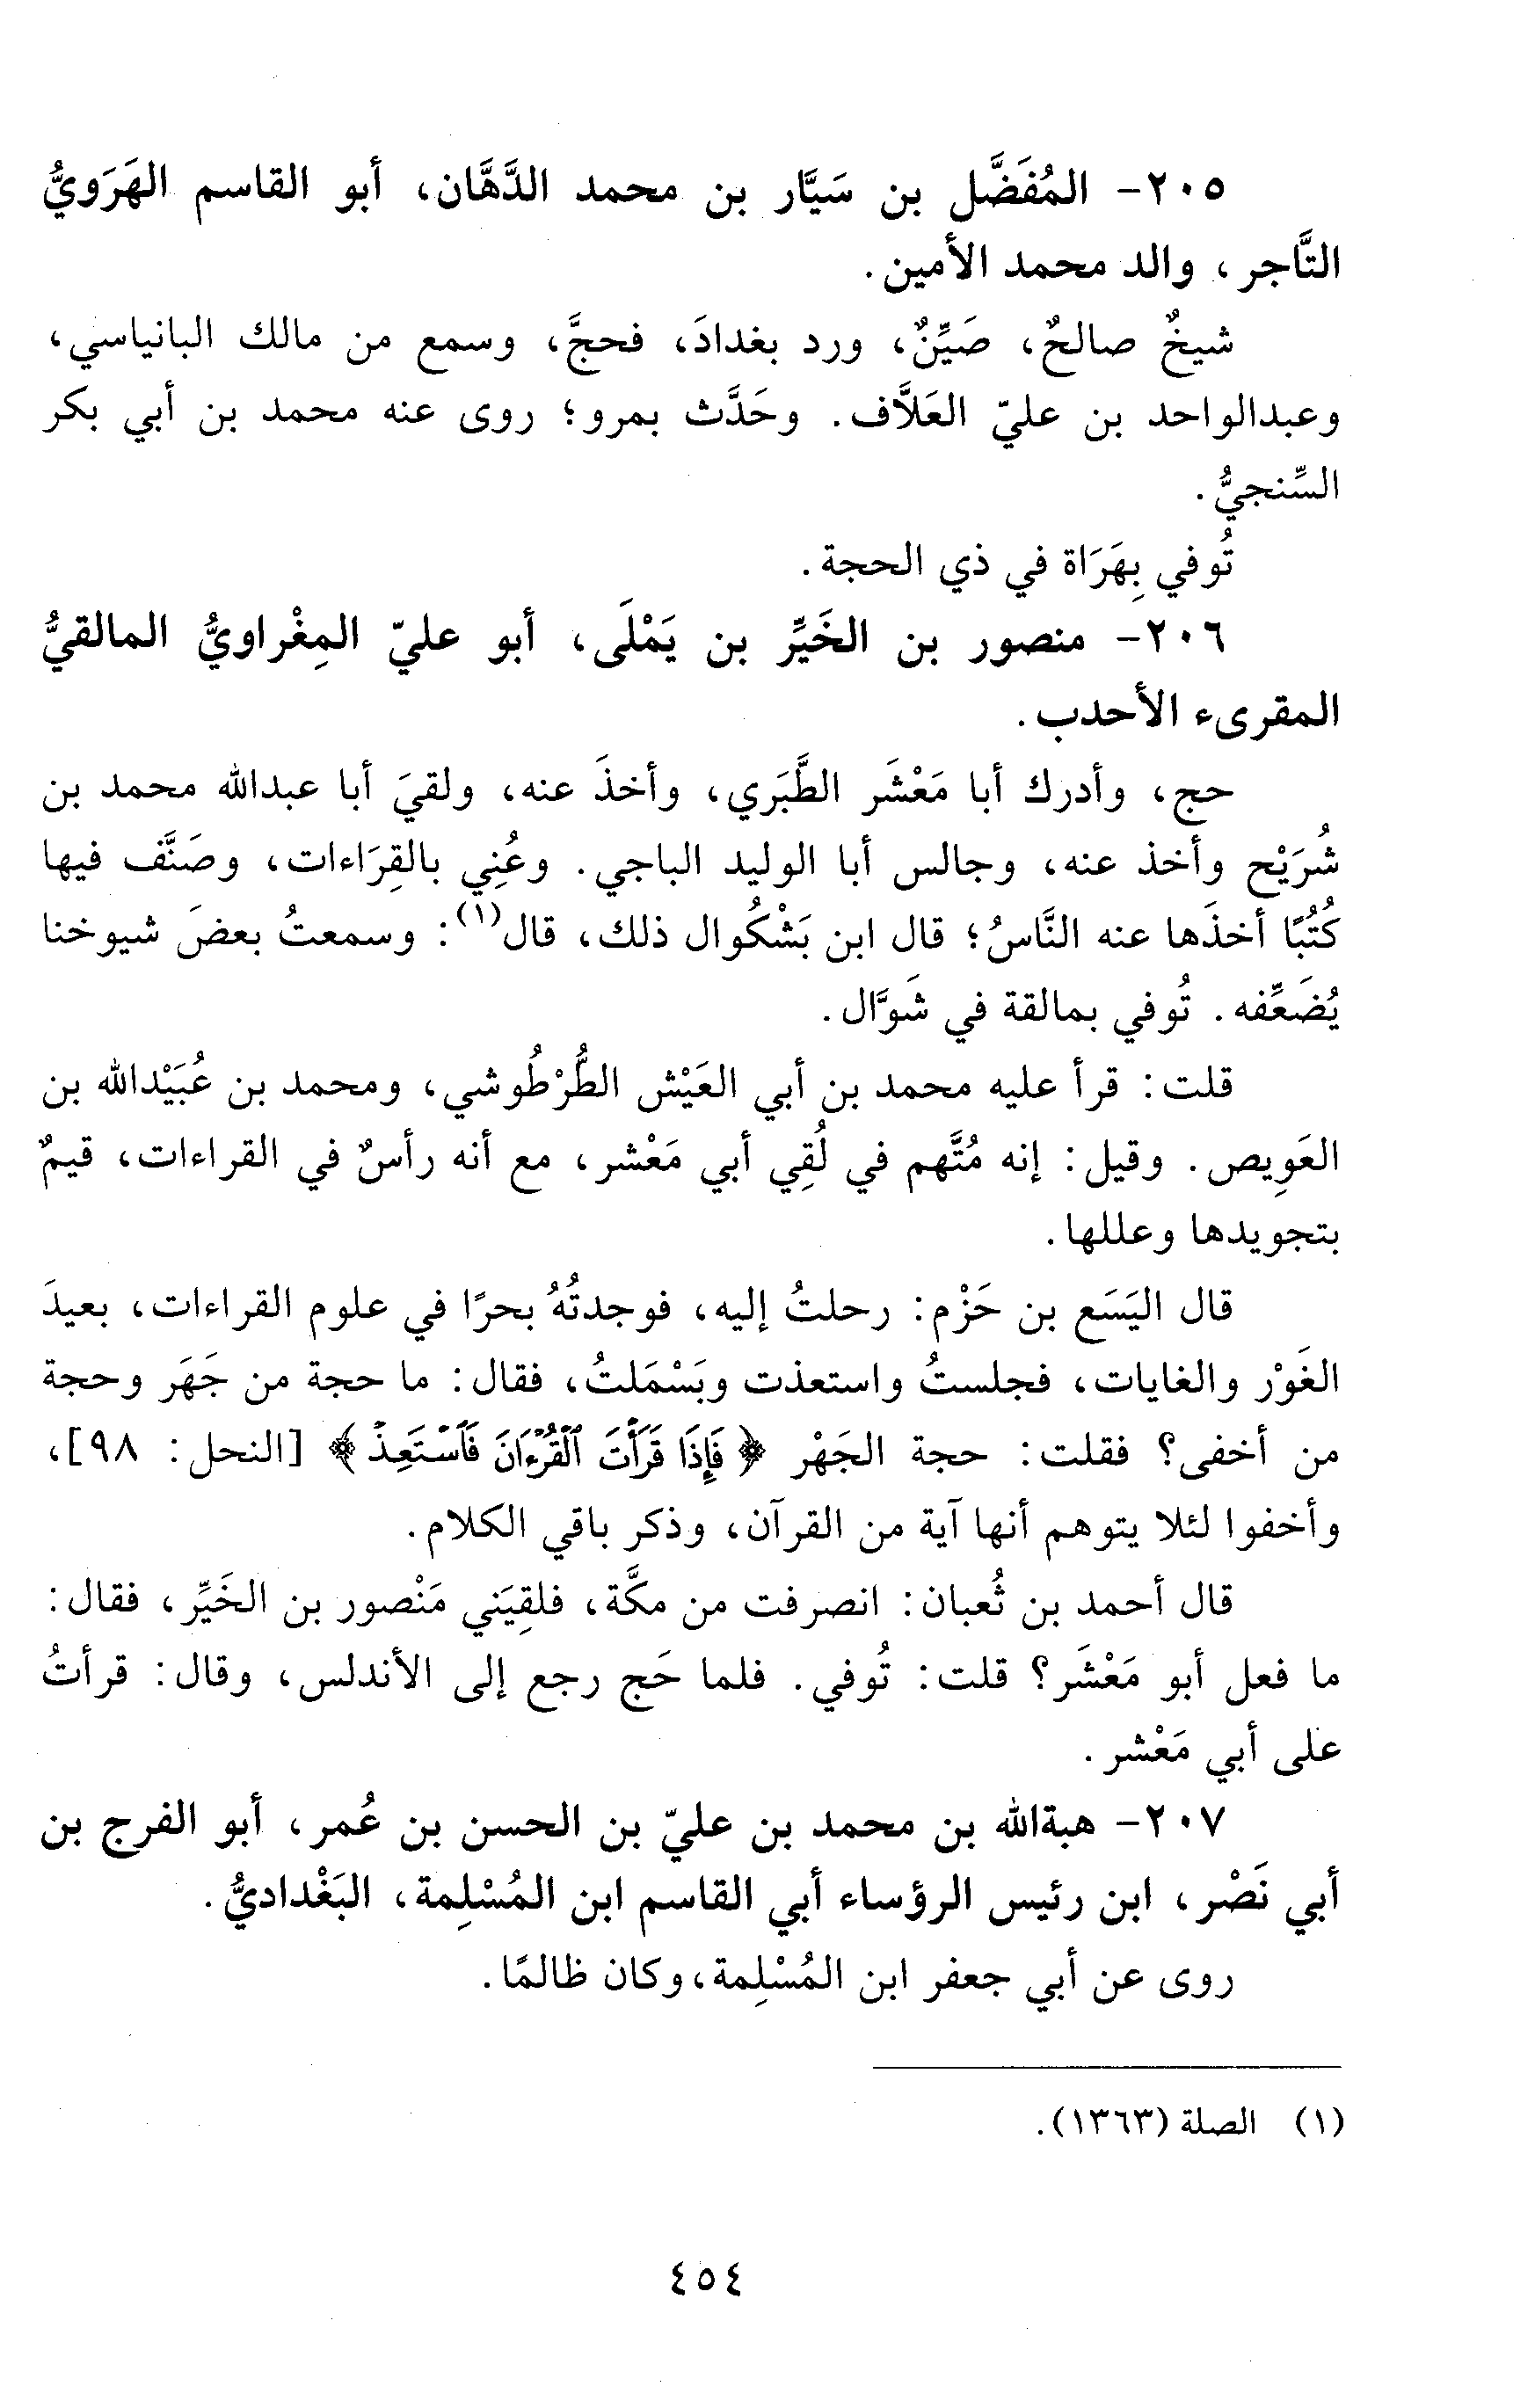 ٢٠٥- المُفَضَّل بن سَيَّار بن محمد الدَّهَّان، أبو القاسم الهَرَويُّ
التَّاجر، والد محمد الأمين.
شيخٌ صالحٌ، صَيِّنٌ، ورد بغدادَ، فحجَّ، وسمع من مالك البانياسي،
وعبدالواحد بن عليّ العَلاَّف. وحَدَّث بمرو؛ روى عنه محمد بن أبي بكر
السِّنجيُّ.
تُوفي بِهَرَاة في ذي الحجة.
٢٠٦- منصور بن الخَيِّر بن يَمْلَى، أبو عليّ المِغْراويُّ المالقيُّ
المقرىء الأحدب.
حج، وأدرك أبا مَعْشَر الطَّبَري، وأخذَ عنه، ولقيَ أبا عبدالله محمد بن
شُرَيْح وأخذ عنه، وجالس أبا الوليد الباجي. وعُنِي بالقِرَاءات، وصَنَّف فيها
كُتُبًا أخذَها عنه النَّاسُ؛ قال ابن بَشْكُوال ذلك، قال(١): وسمعتُ بعضَ شيوخنا
يُضَعِّفه. تُوفي بمالقة في شَوَّال.
قلت: قرأ عليه محمد بن أبي العَيْش الطُّرْطُوشي، ومحمد بن عُبَيْدالله بن
العَوِيص. وقيل: إنه مُتَّهم في لُقِي أبي مَعْشر، مع أنه رأسٌ في القراءات، قيمٌ
بتجويدها وعللها.
قال اليَسَع بن حَزْم: رحلتُ إليه، فوجدتُهُ بحرًا في علوم القراءات، بعيدَ
الغَوْر والغايات، فجلستُ واستعذت وبَسْمَلتُ، فقال: ما حجة من جَهَر وحجة
من أخفى؟ فقلت: حجة الجَهْر ﴿فَإِذَا قَرَأْتَ ٱلْقُرْءَانَ فَٱسْتَعِذْ﴾ [النحل: ٩٨]،
وأخفوا لئلا يتوهم أنها آية من القرآن، وذكر باقي الكلام.
قال أحمد بن ثُعبان: انصرفت من مكَّة، فلقِيَني مَنْصور بن الخَيِّر، فقال:
ما فعل أبو مَعْشَر؟ قلت: تُوفي. فلما حَج رجع إلى الأندلس، وقال: قرأتُ
على أبي مَعْشر.
٢٠٧- هبةالله بن محمد بن عليّ بن الحسن بن عُمر، أبو الفرج بن
أبي نَصْر، ابن رئيس الرؤساء أبي القاسم ابن المُسْلِمة، البَغْداديُّ.
روى عن أبي جعفر ابن المُسْلِمة، وكان ظالمًا.
(١) الصلة (١٣٦٣).
٤٥٤